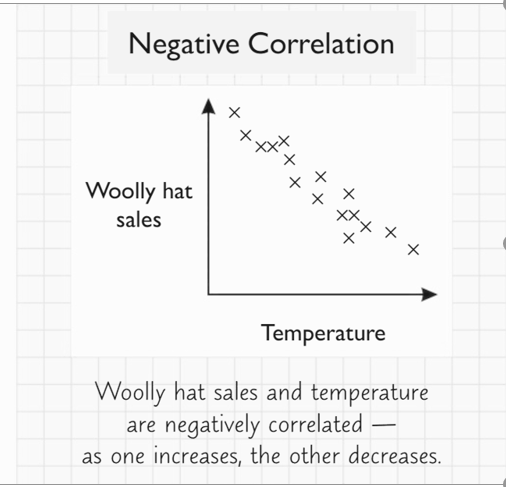 Negative Correlation
Woolly hat
sales
Temperature
Woolly hat sales and temperature
are negatively correlated —
as one increases, the other decreases.